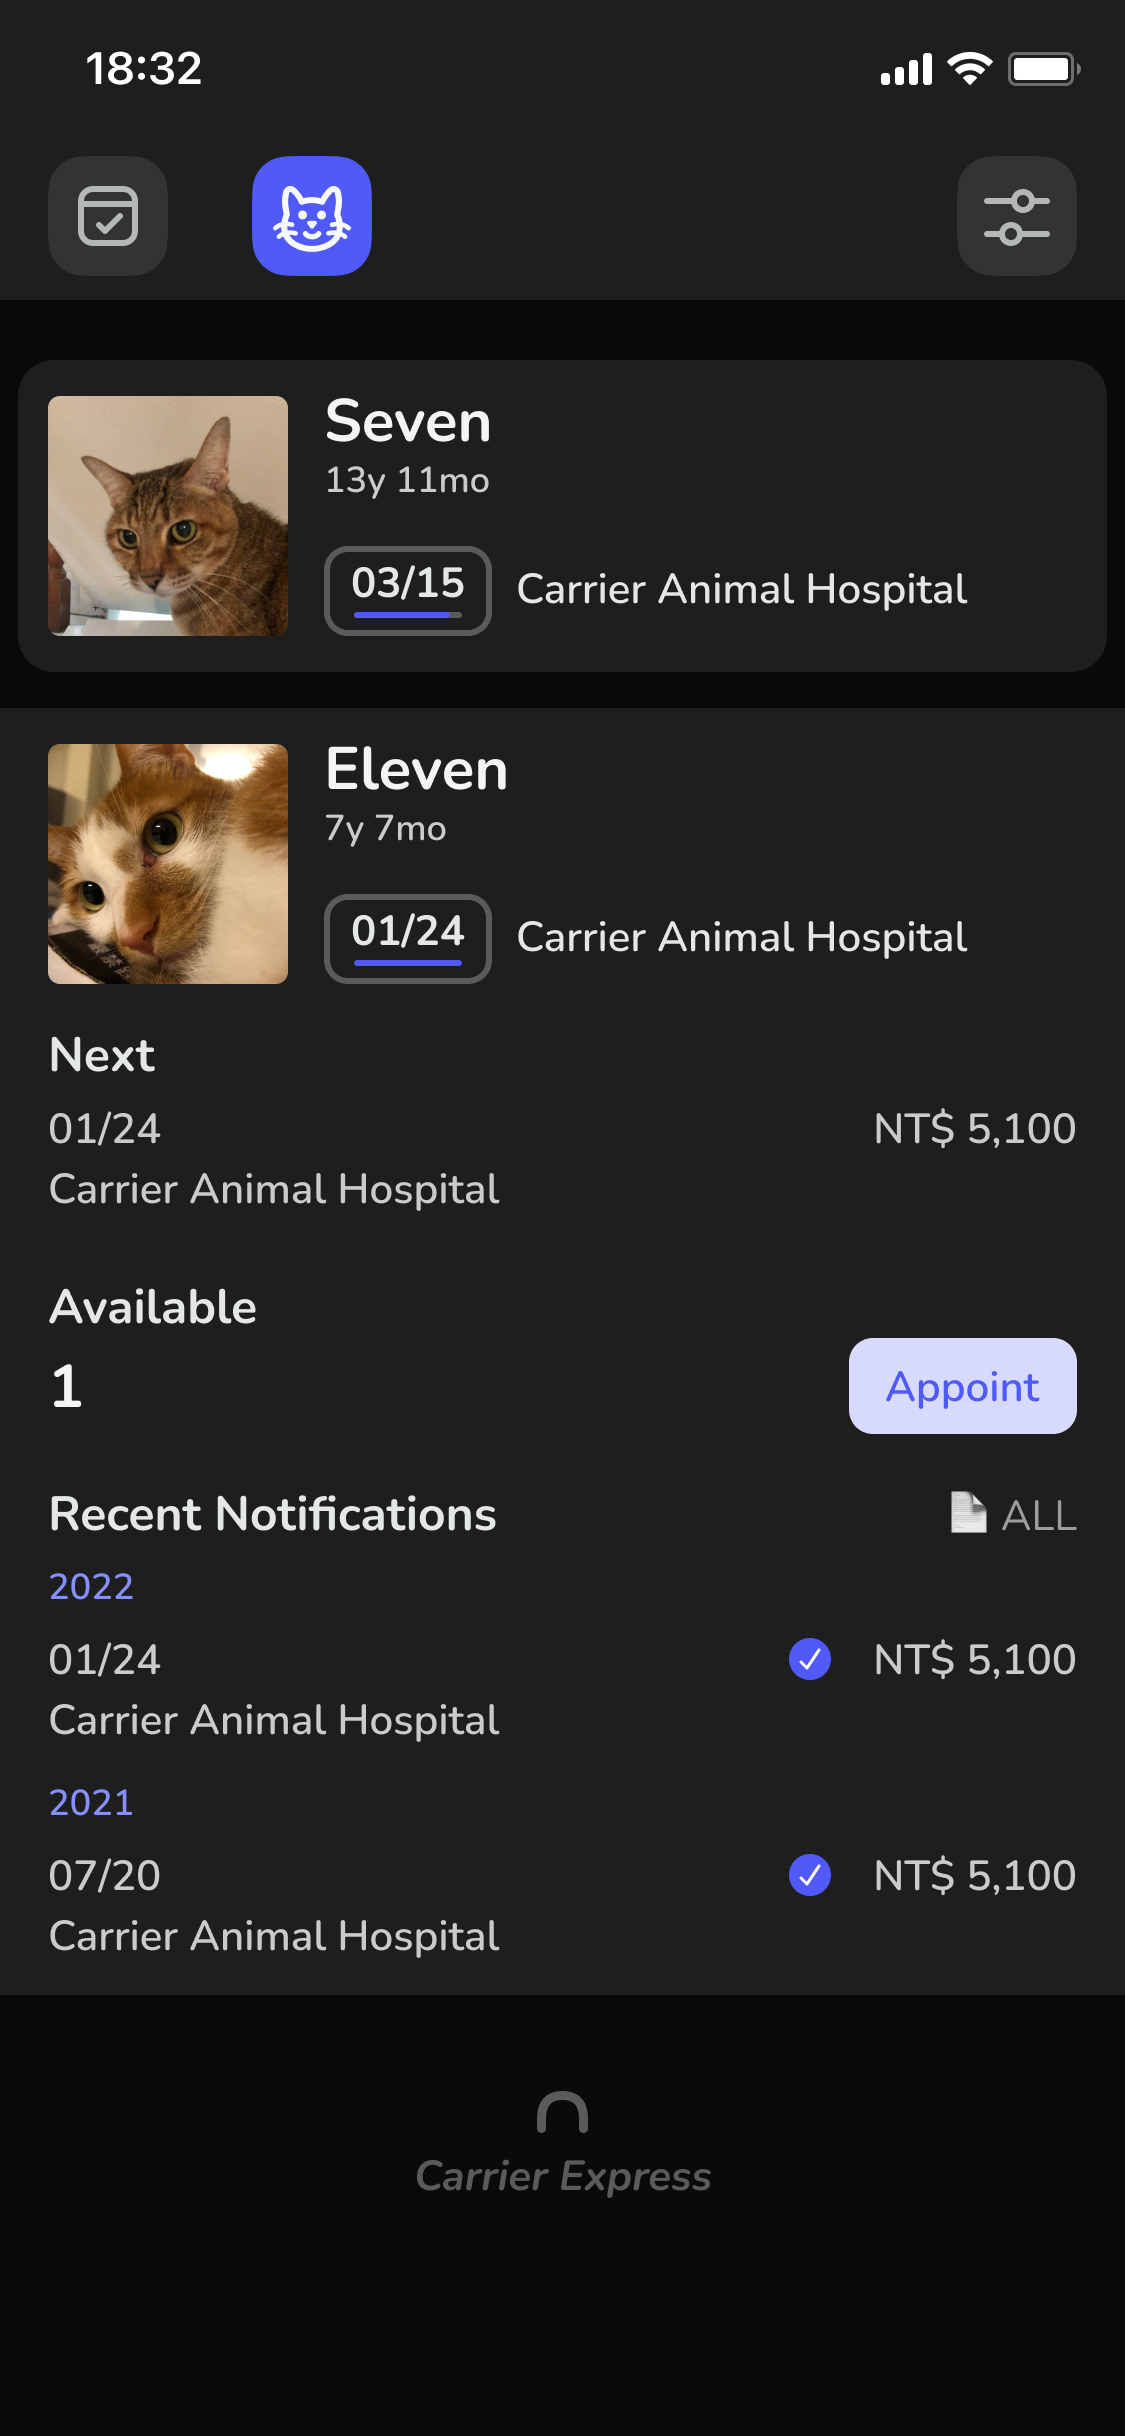 18:32
Seven
13y 11mo
03/15
Carrier Animal Hospital
Eleven
7y 7mo
01/24
Carrier Animal Hospital
Next
01/24
NT$ 5,100
Carrier Animal Hospital
Available
1
Appoint
Recent Notifications
ALL
2022
01/24
NT$ 5,100
Carrier Animal Hospital
2021
07/20
NT$ 5,100
Carrier Animal Hospital
Carrier Express